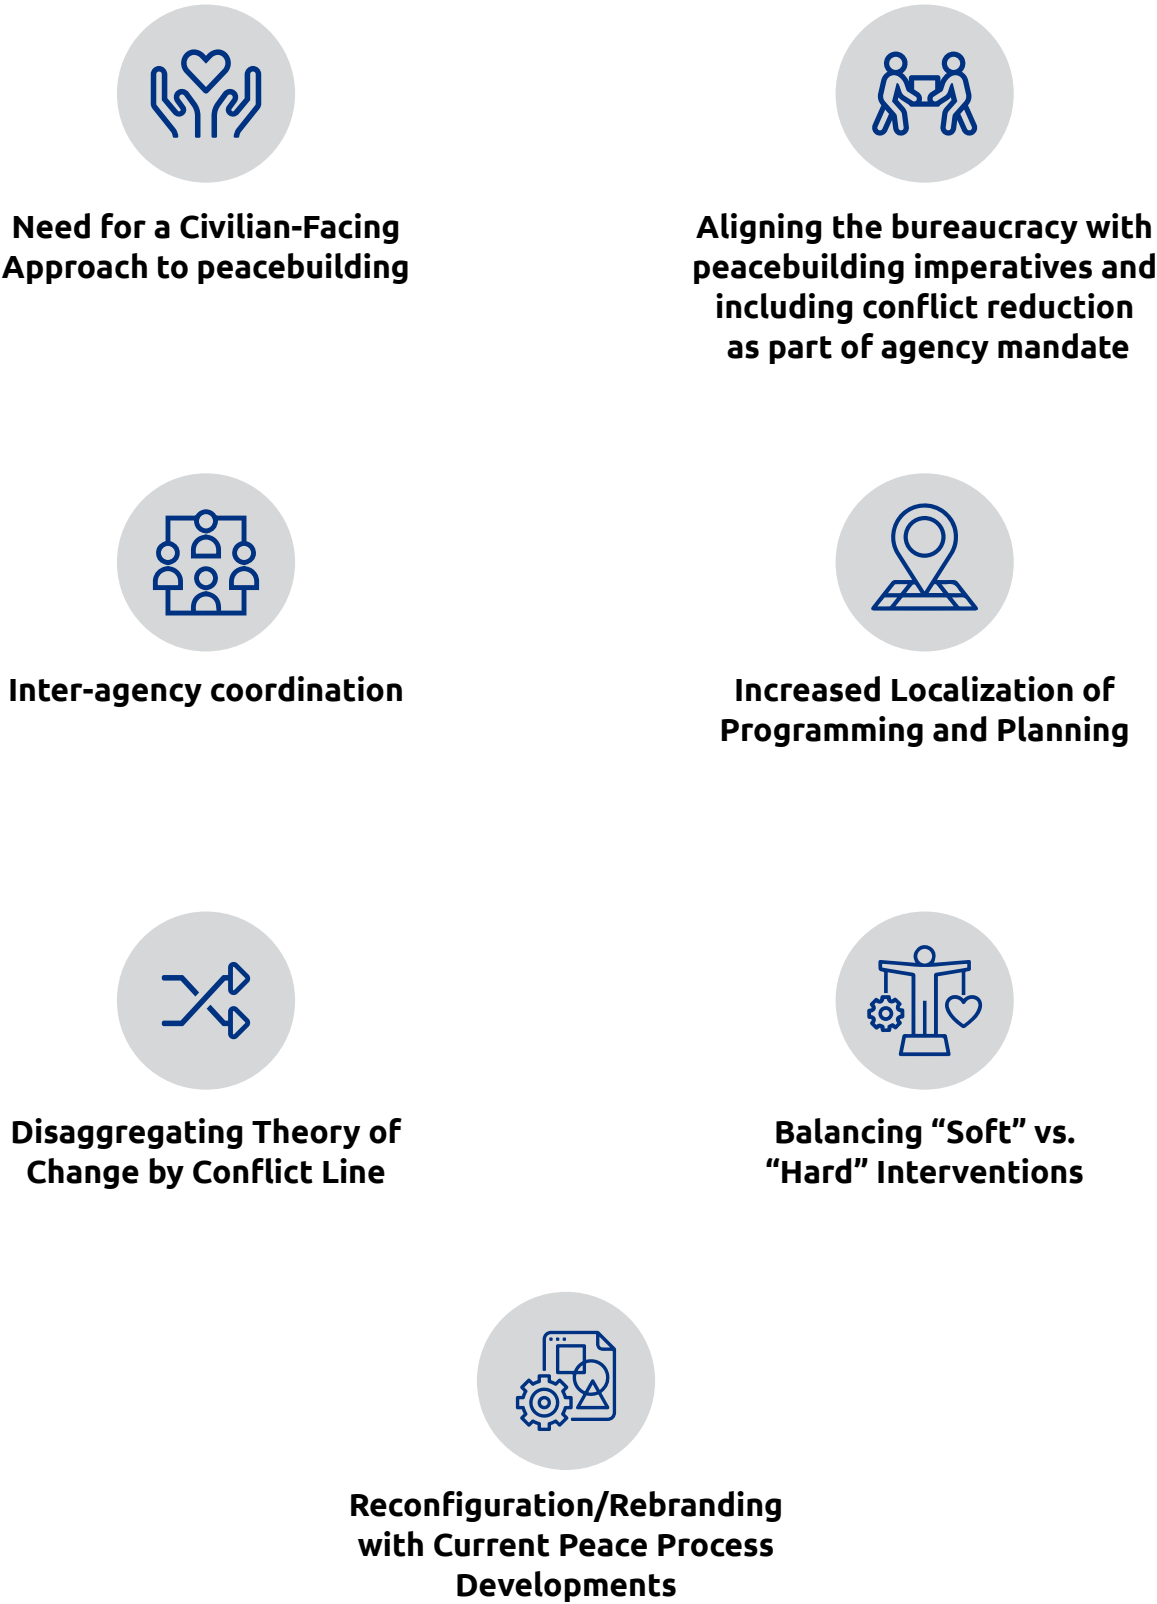 Need for a Civilian-Facing
Approach to peacebuilding
Aligning the bureaucracy with
peacebuilding imperatives and
including conflict reduction
as part of agency mandate
Inter-agency coordination
Increased Localization of
Programming and Planning
Disaggregating Theory of
Change by Conflict Line
Balancing “Soft” vs.
“Hard” Interventions
Reconfiguration/Rebranding
with Current Peace Process
Developments